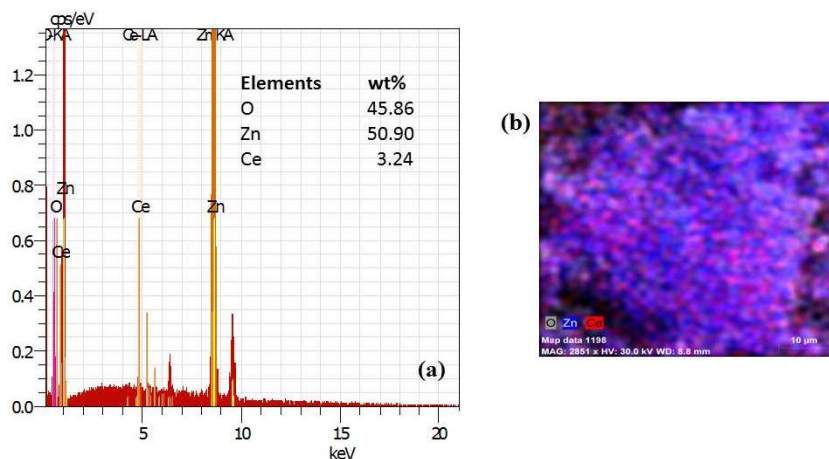 cps/eV
O-KA Ce-LA Zn-KA
1.2
1.0
0.8
0.6
0.4
0.2
0.0
Zn
O
Ce
Ce
Zn
Elements wt%
O 45.86
Zn 50.90
Ce 3.24
(a)
5 10 15 20
keV
(b)
O Zn Ce
Map data 1198
10 µm
MAG: 2851 x HV: 30.0 kV WD: 8.8 mm